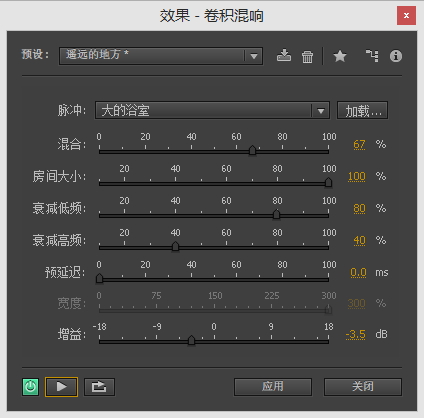 效果 - 卷积混响
预设: 遥远的地方 *
脉冲: 大的浴室 加载...
0 20 40 60 80 100
混合: 67 %
20 40 60 80 100
房间大小: 100 %
0 20 40 60 80 100
衰减低频: 80 %
0 20 40 60 80 100
衰减高频: 40 %
0 20 40 60 80 100
预延迟: 0.0 ms
0 75 150 225 300
宽度: 300 %
-18 -9 0 9 18
增益: -3.5 dB
应用 关闭